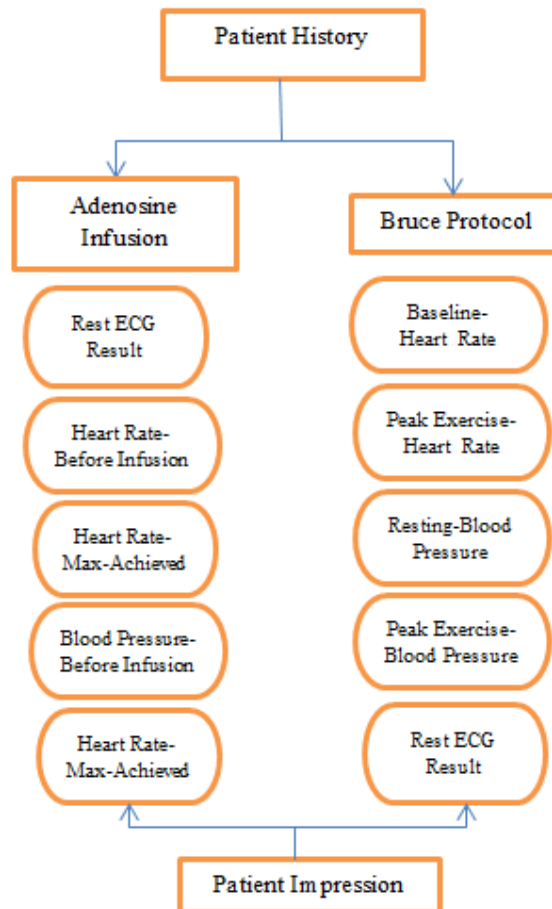 Patient History
Adenosine
Infusion
Rest ECG
Result
Heart Rate-
Before Infusion
Heart Rate-
Max-Achieved
Blood Pressure-
Before Infusion
Heart Rate-
Max-Achieved
Bruce Protocol
Baseline-
Heart Rate
Peak Exercise-
Heart Rate
Resting-Blood
Pressure
Peak Exercise-
Blood Pressure
Rest ECG
Result
Patient Impression